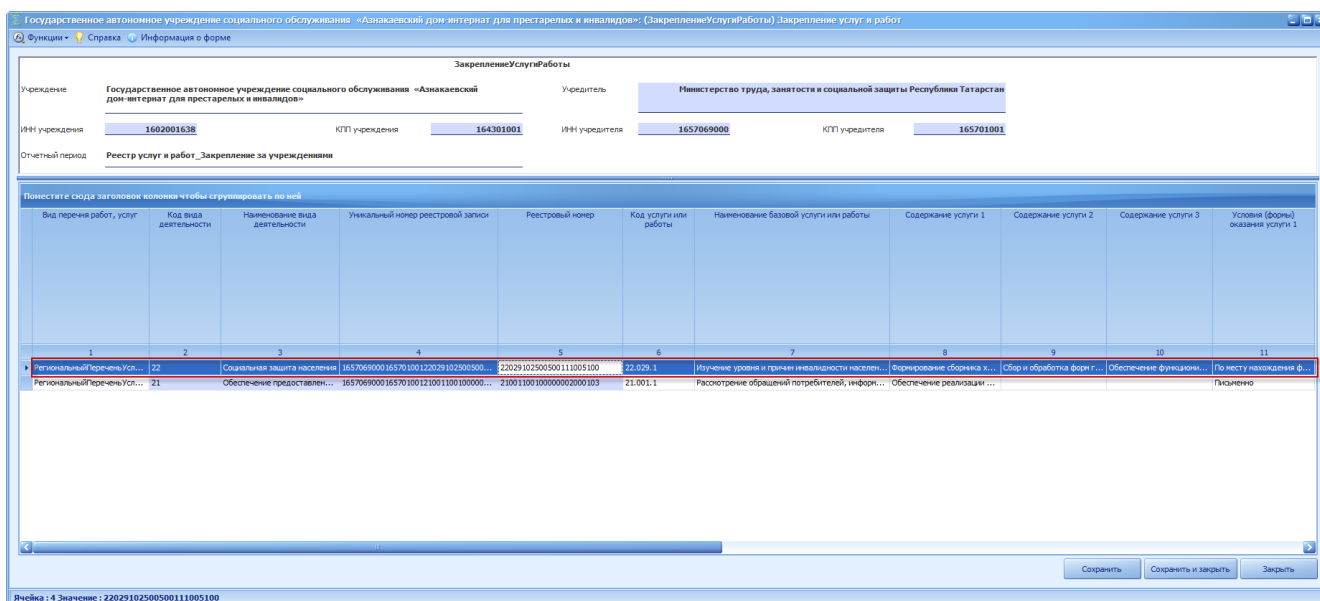 Государственное автономное учреждение социального обслуживания «Азнакаевский дом-интернат для престарелых и инвалидов»: (ЗакреплениеУслугиРаботы) Закрепление услуг и работ
Функции Справка Информация о форме
ЗакреплениеУслугиРаботы
Учреждение Государственное автономное учреждение социального обслуживания «Азнакаевский Учредитель Министерство труда, занятости и социальной защиты Республики Татарстан
дом-интернат для престарелых и инвалидов»
ИНН учреждения 1602001638 КПП учреждения 164301001 ИНН учредителя 1657069000 КПП учредителя 165701001
Отчетный период Реестр услуг и работ_Закрепление за учреждениями
Поместите сюда заголовок колонки чтобы сгруппировать по ней
Вид перечня работ, услуг Код вида Наименование вида Уникальный номер реестровой записи Реестровый номер Код услуги или Наименование базовой услуги или работы Содержание услуги 1 Содержание услуги 2 Содержание услуги 3 Условия (формы)
деятельности деятельности работы оказания услуги 1
1 2 3 4 5 6 7 8 9 10 11
РегиональныйПереченьУсл... 22 Социальная защита населения 16570690001657010012202910250050​0... 22029102500500111005100 22.029.1 Изучение уровня и причин инвалидности населен... Формирование сборника х... Сбор и обработка форм г... Обеспечение функциони... По месту нахождения ф...
РегиональныйПереченьУсл... 21 Обеспечение предоставлен... 1657069000165701001210011001000​00... 21001100100000002000103 21.001.1 Рассмотрение обращений потребителей, информ... Обеспечение реализации ... Письменно
Сохранить Сохранить и закрыть Закрыть
Ячейка : 4 Значение : 22029102500500111005100